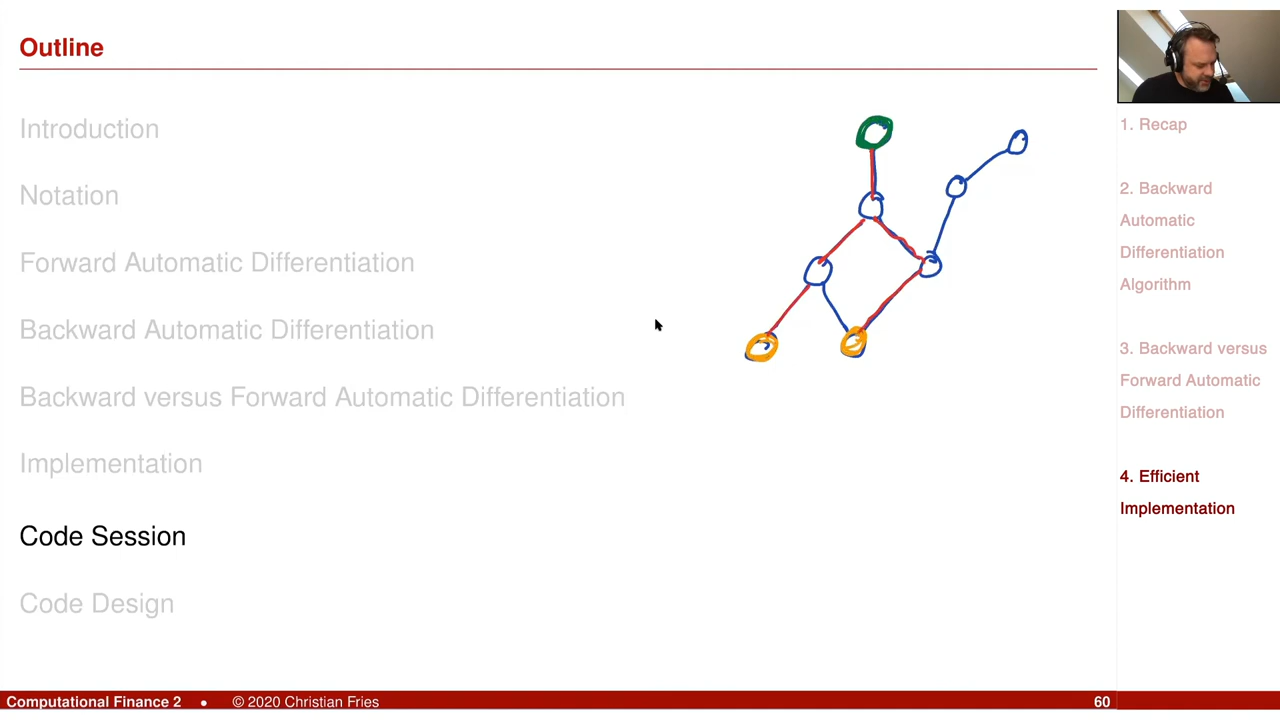 Outline
Introduction
Notation
Forward Automatic Differentiation
Backward Automatic Differentiation
Backward versus Forward Automatic Differentiation
Implementation
Code Session
Code Design
1. Recap
2. Backward
Automatic
Differentiation
Algorithm
3. Backward versus
Forward Automatic
Differentiation
4. Efficient
Implementation
Computational Finance 2 • © 2020 Christian Fries 60